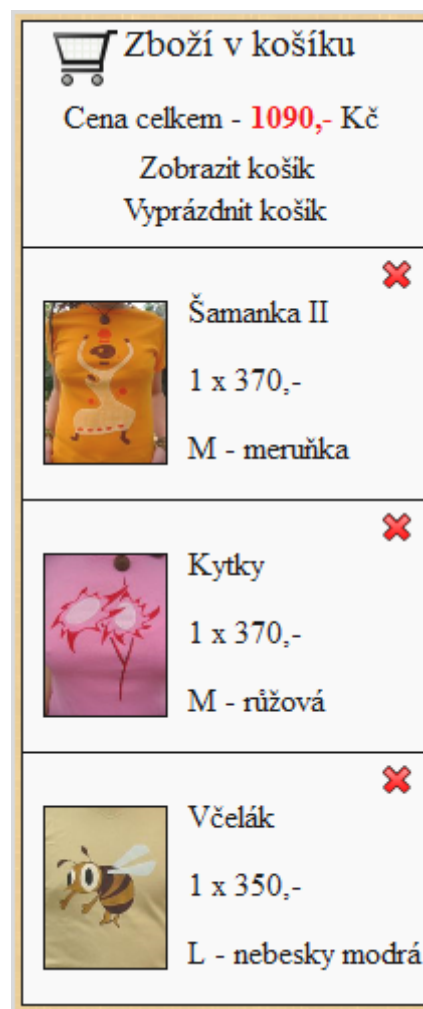 Zboží v košíku
Cena celkem - 1090,- Kč
Zobrazit košík
Vyprázdnit košík
Šamanka II
1 x 370,-
M - meruňka
Kytky
1 x 370,-
M - růžová
Včelák
1 x 350,-
L - nebesky modrá